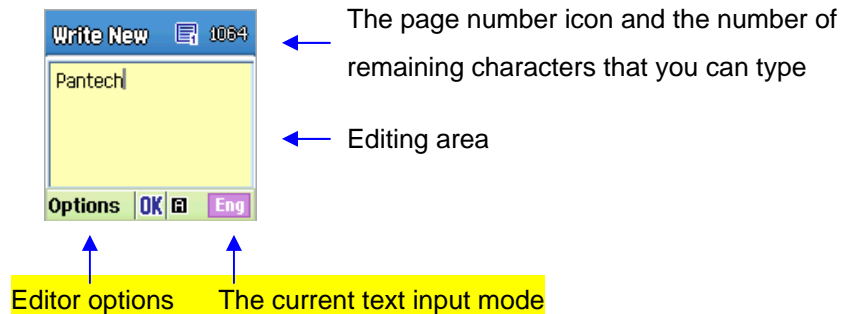 Write New 1 1064
The page number icon and the number of
remaining characters that you can type
Pantech
Editing area
Options OK Eng
Editor options The current text input mode